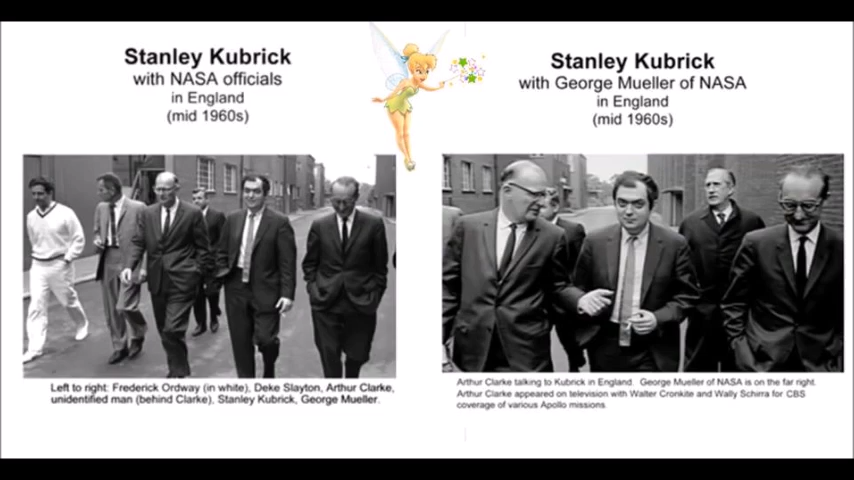 Stanley Kubrick
with NASA officials
in England
(mid 1960s)
Left to right: Frederick Ordway (in white), Deke Slayton, Arthur Clarke,
unidentified man (behind Clarke), Stanley Kubrick, George Mueller.
Stanley Kubrick
with George Mueller of NASA
in England
(mid 1960s)
Arthur Clarke talking to Kubrick in England. George Mueller of NASA is on the far right.
Arthur Clarke appeared on television with Walter Cronkite and Wally Schirra for CBS
coverage of various Apollo missions.